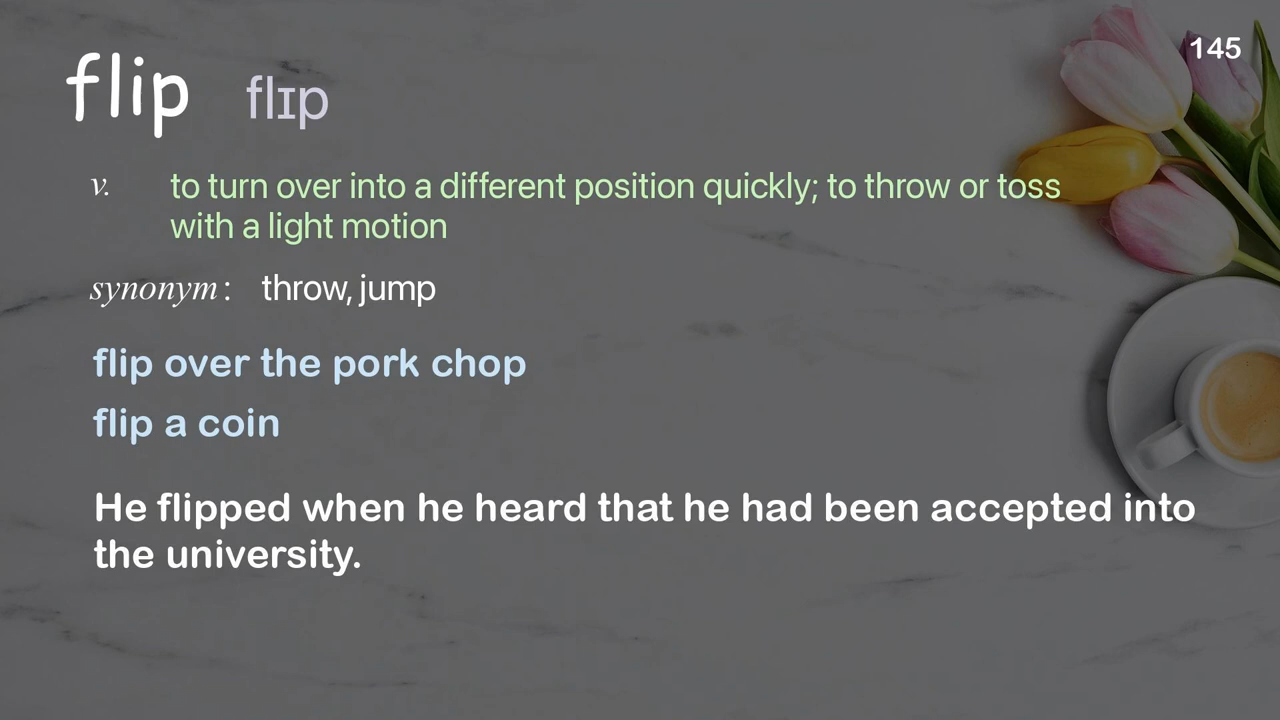 145
flip flɪp
v. to turn over into a different position quickly; to throw or toss
with a light motion
synonym: throw, jump
flip over the pork chop
flip a coin
He flipped when he heard that he had been accepted into
the university.